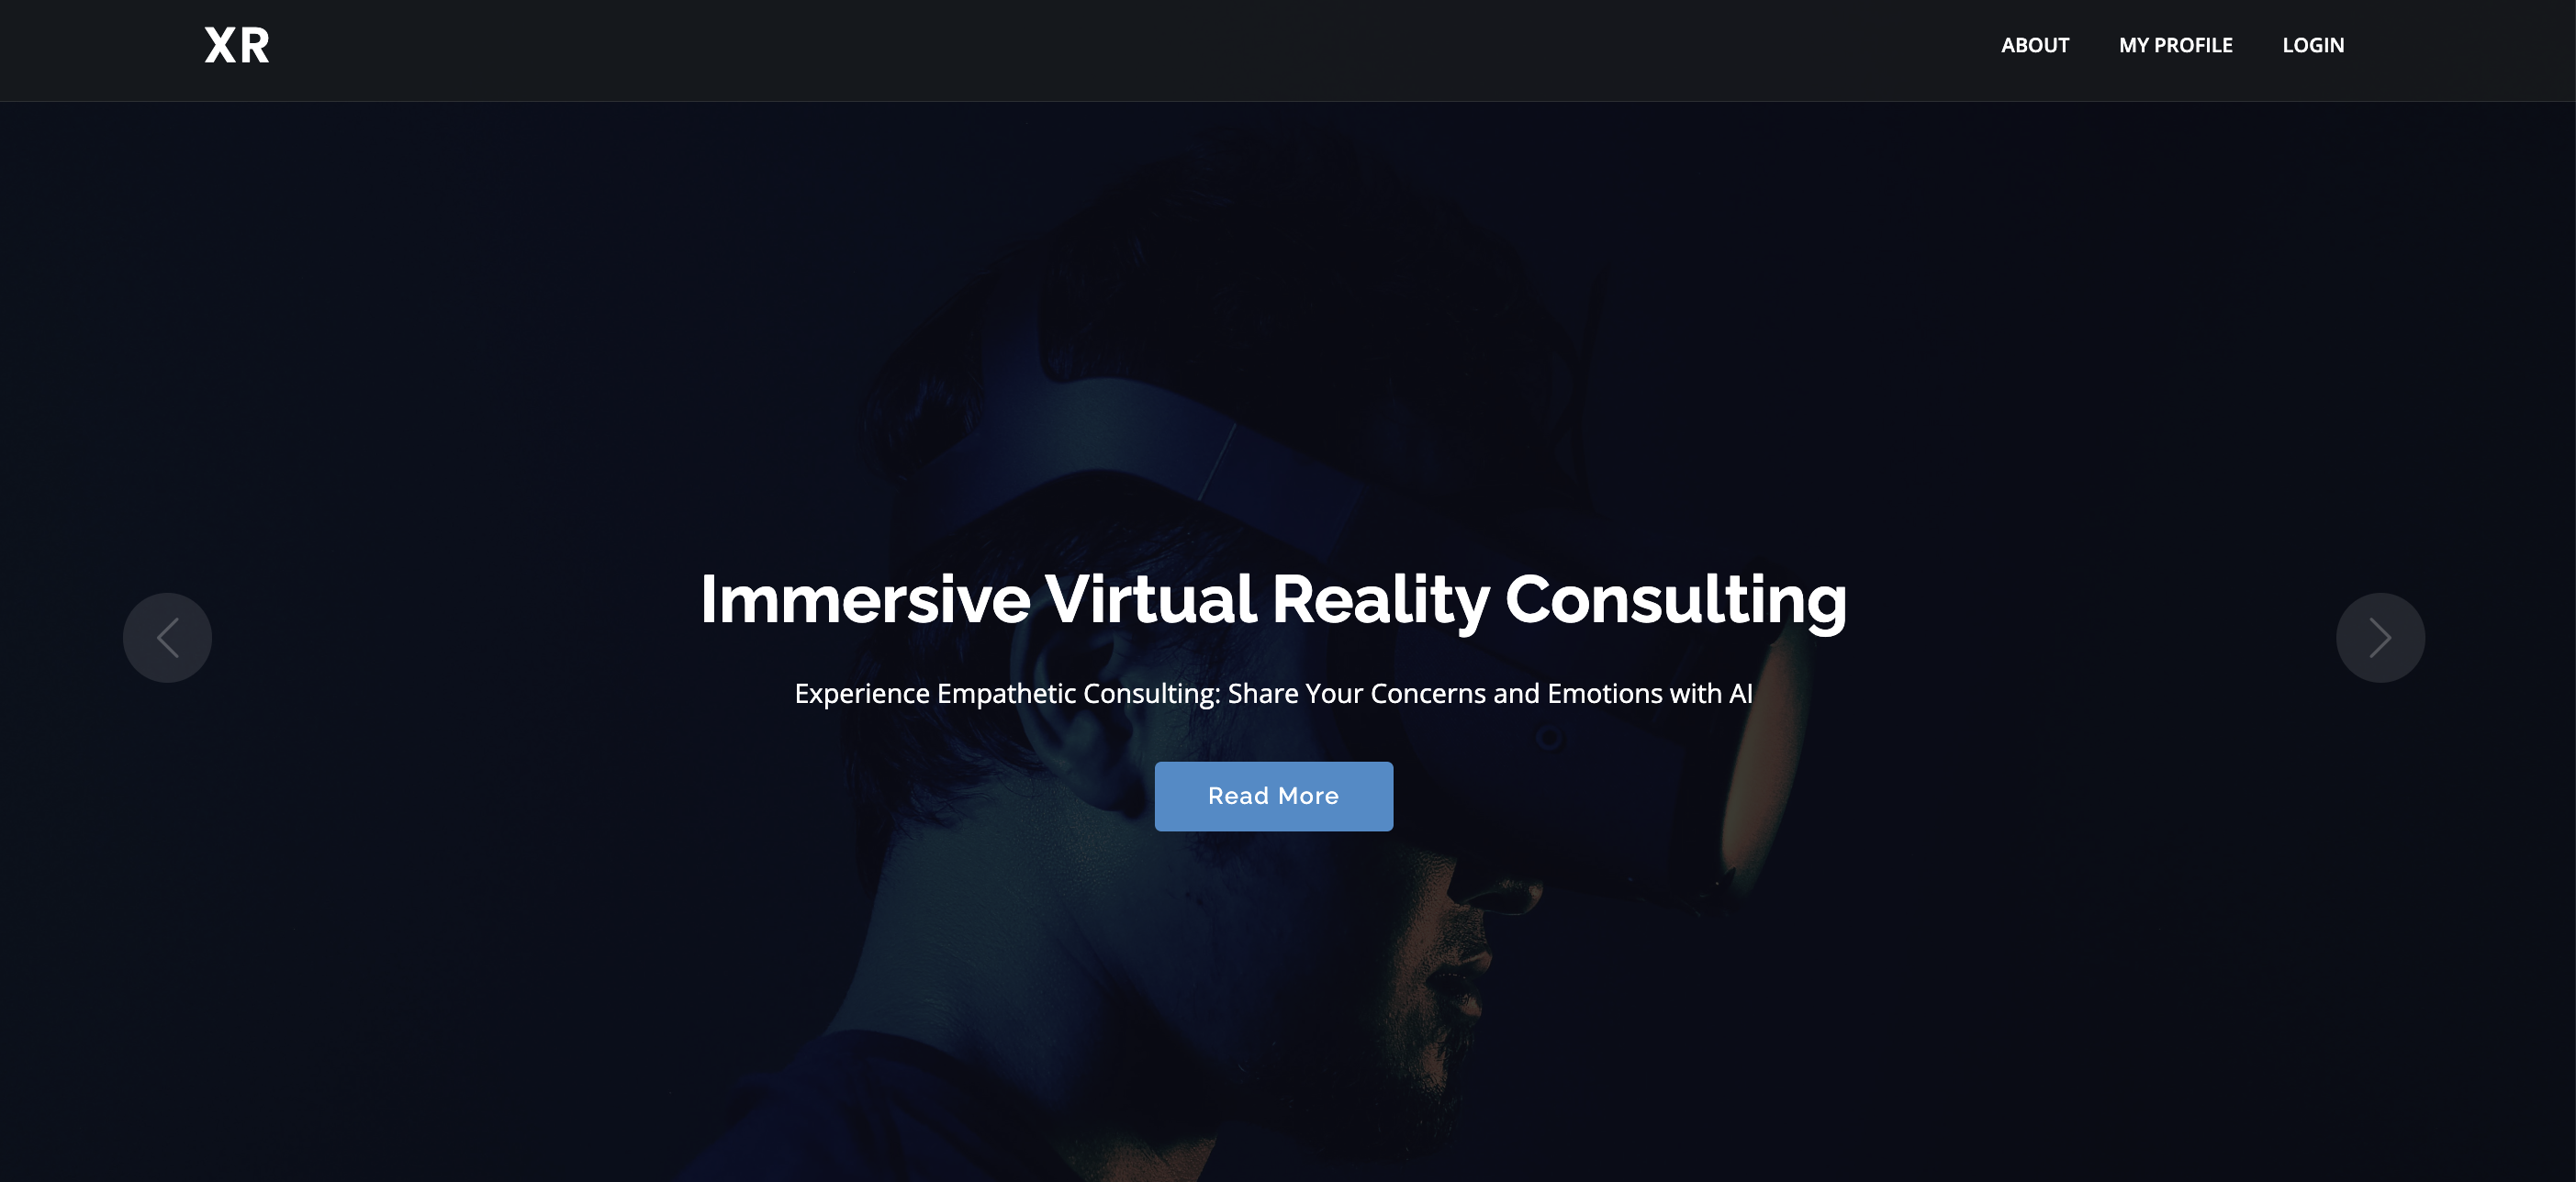 XR
ABOUT
MY PROFILE
LOGIN
Immersive Virtual Reality Consulting
Experience Empathetic Consulting: Share Your Concerns and Emotions with AI
Read More